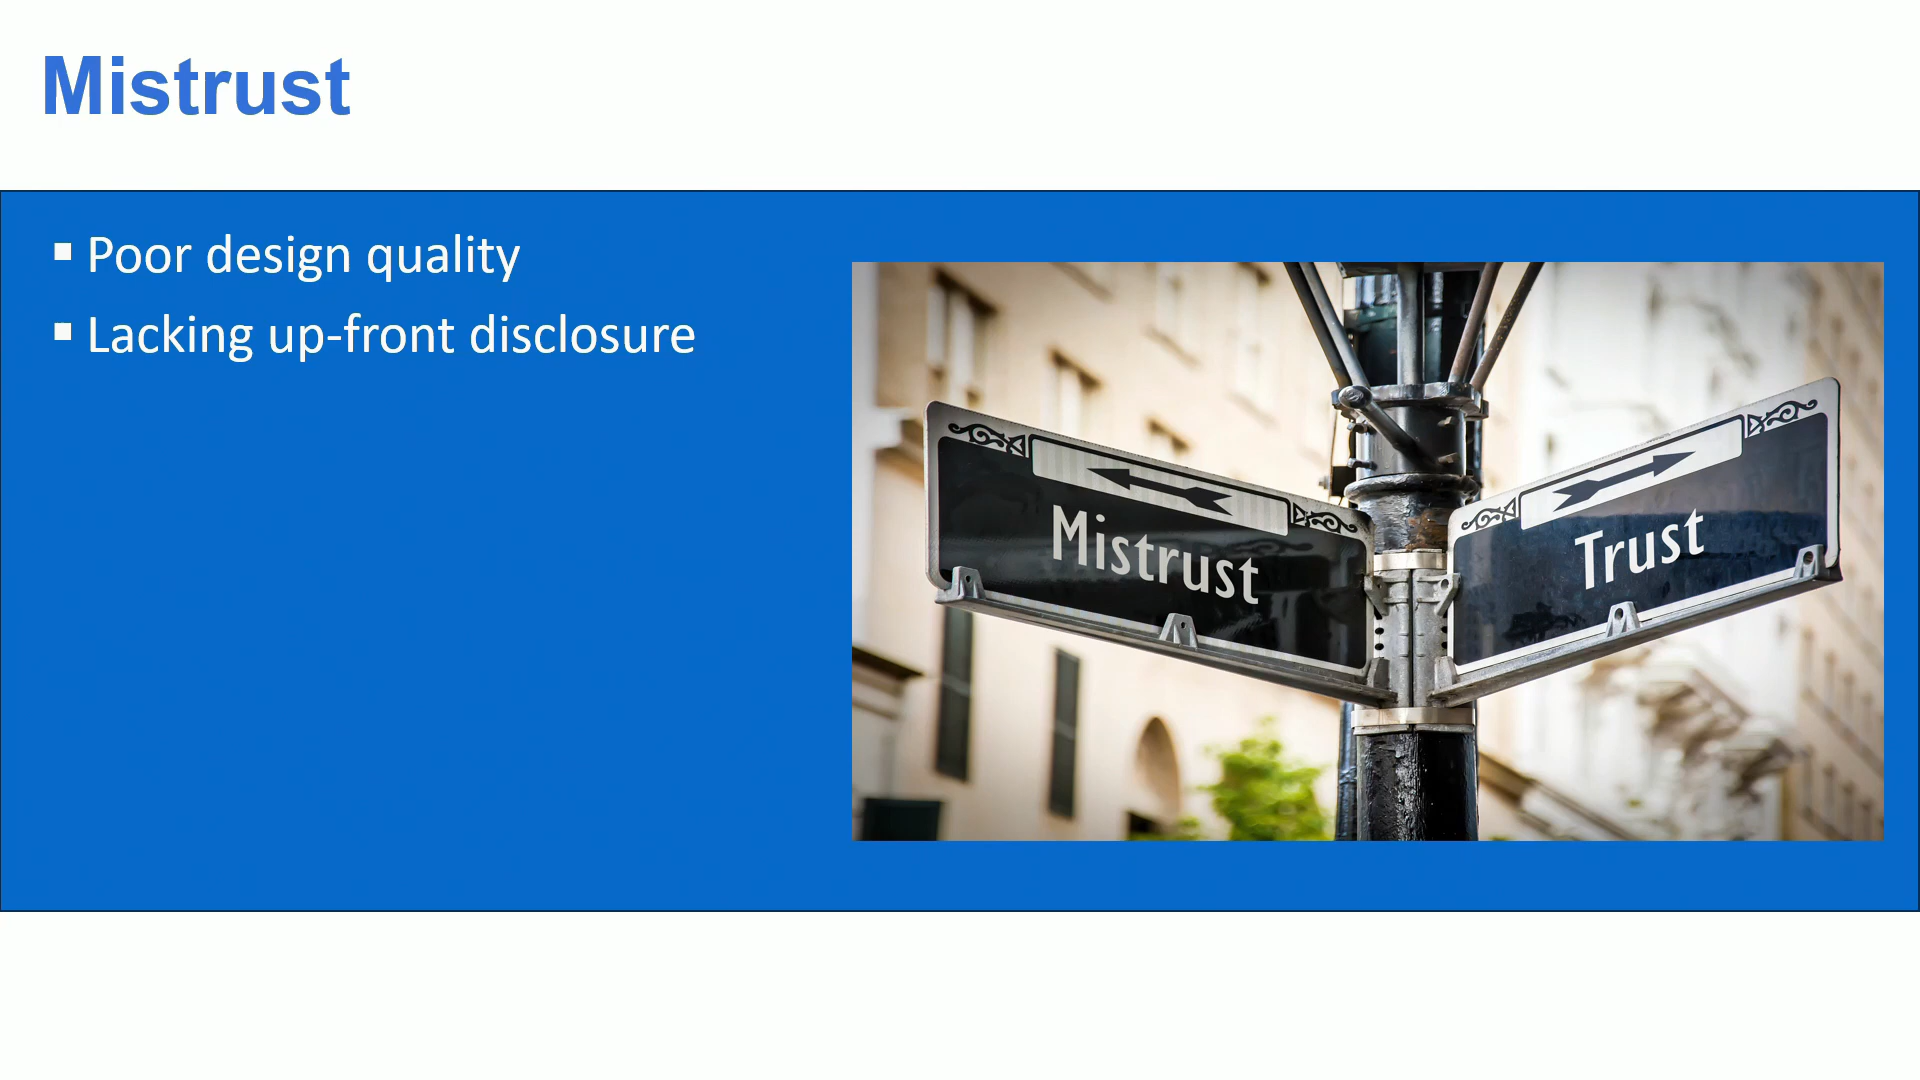 Mistrust
▪ Poor design quality
▪ Lacking up-front disclosure
Mistrust
Trust